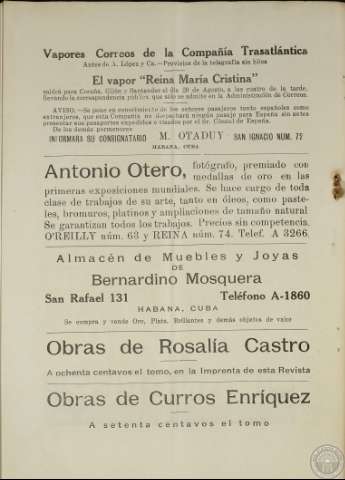 Vapores Correos de la Compañía Trasatlántica
Antes de A. López y Ca.—Provistos de la telegrafía sin hilos
El vapor "Reina María Cristina"
saldrá para Coruña, Gijón y Santander el día 20 de Agosto, a las cuatro de la tarde,
llevando la correspondencia pública, que sólo se admite en la Administración de Correos.
AVISO.—Se pone en conocimiento de los señores pasajeros tanto españoles como
extranjeros, que esta Compañía no despachará ningún pasaje para España sin antes
presentar sus pasaportes expedidos o visados por el Sr. Cónsul de España.
De los demás pormenores
INFORMARA SU CONSIGNATARIO M. OTADUY - SAN IGNACIO NUM. 72
HABANA, CUBA
Antonio Otero, fotógrafo, premiado con
medallas de oro en las
primeras exposiciones mundiales. Se hace cargo de toda
clase de trabajos de su arte, tanto en óleos, como paste-
les, bromuros, platinos y ampliaciones de tamaño natural
Se garantizan todos los trabajos. Precios sin competencia.
O'REILLY núm. 63 y REINA núm. 74. Telef. A 3266.
Almacén de Muebles y Joyas
DE
Bernardino Mosquera
San Rafael 131 Teléfono A-1860
HABANA, CUBA
Se compra y vende Oro, Plata, Brillantes y demás objetos de valor
Obras de Rosalía Castro
A ochenta centavos el tomo, en la Imprenta de esta Revista
Obras de Curros Enríquez
A setenta centavos el tomo